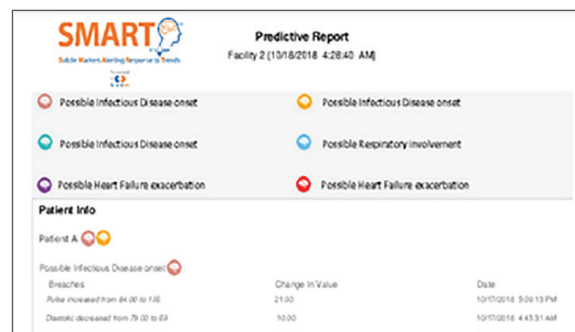 SMART
Subtle Markers Alerting Response to Trends
Predictive Report
Facility 2 (10/18/2018 4:28:40 AM)
Possible Infectious Disease onset
Possible Infectious Disease onset
Possible Infectious Disease onset
Possible Respiratory involvement
Possible Heart Failure exacerbation
Possible Heart Failure exacerbation
Patient Info
Patient A
Possible Infectious Disease onset
Breaches Change In Value Date
Pulse increased from 84.00 to 105 21.00 10/17/2018 5:09:13 PM
Diastolic decreased from 79.00 to 69 10.00 10/17/2018 4:43:31 AM